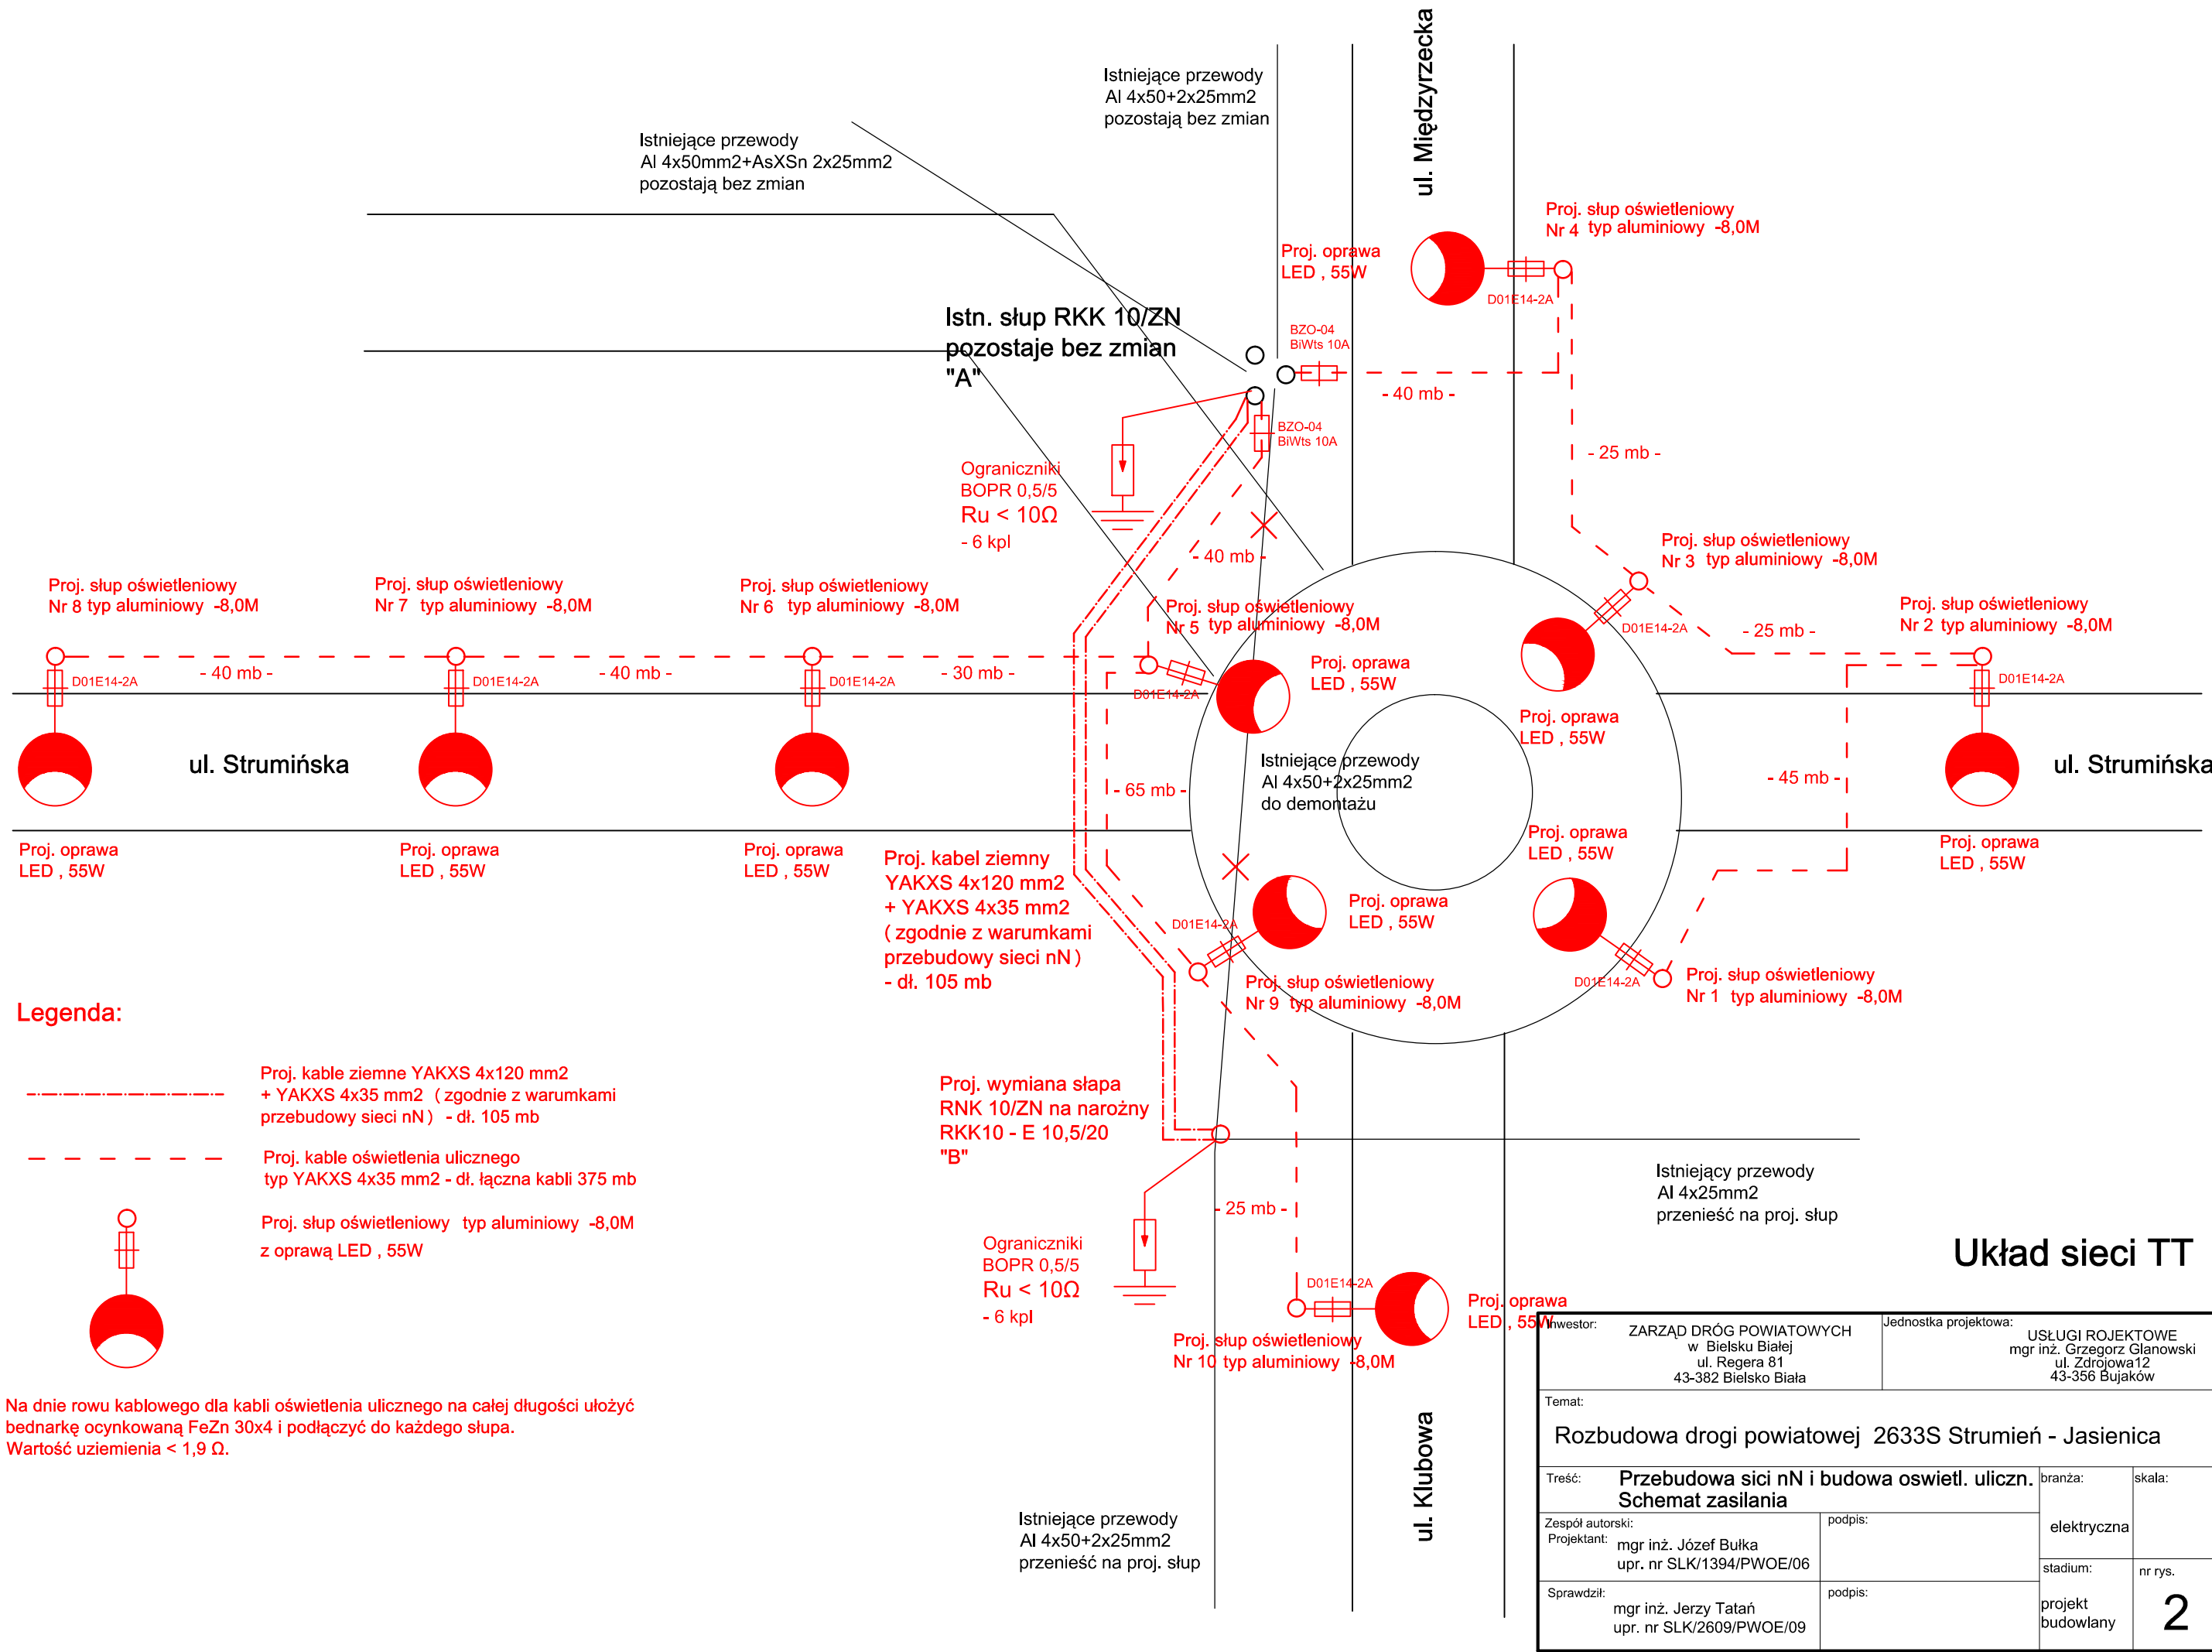 ul. Międzyrzecka
Istniejące przewody
Al 4x50+2x25mm2
pozostają bez zmian
Istniejące przewody
Al 4x50mm2+AsXSn 2x25mm2
pozostają bez zmian
Proj. słup oświetleniowy
Nr 4 typ aluminiowy -8,0M
Proj. oprawa
LED , 55W
D01E14-2A
Istn. słup RKK 10/ZN
pozostaje bez zmian
"A"
BZO-04
BiWts 10A
- 40 mb -
BZO-04
BiWts 10A
- 25 mb -
Ograniczniki
BOPR 0,5/5
Ru < 10Ω
- 6 kpl
- 40 mb -
Proj. słup oświetleniowy
Nr 3 typ aluminiowy -8,0M
D01E14-2A
Proj. słup oświetleniowy
Nr 8 typ aluminiowy -8,0M
Proj. słup oświetleniowy
Nr 7 typ aluminiowy -8,0M
Proj. słup oświetleniowy
Nr 6 typ aluminiowy -8,0M
Proj. słup oświetleniowy
Nr 5 typ aluminiowy -8,0M
Proj. słup oświetleniowy
Nr 2 typ aluminiowy -8,0M
- 25 mb -
D01E14-2A
- 40 mb -
D01E14-2A
- 40 mb -
D01E14-2A
- 30 mb -
D01E14-2A
Proj. oprawa
LED , 55W
D01E14-2A
Proj. oprawa
LED , 55W
ul. Strumińska
ul. Strumińska
Istniejące przewody
Al 4x50+2x25mm2
do demontażu
- 65 mb -
- 45 mb -
Proj. oprawa
LED , 55W
Proj. oprawa
LED , 55W
Proj. oprawa
LED , 55W
Proj. oprawa
LED , 55W
Proj. oprawa
LED , 55W
Proj. kabel ziemny
YAKXS 4x120 mm2
+ YAKXS 4x35 mm2
( zgodnie z warumkami
przebudowy sieci nN )
- dł. 105 mb
Proj. oprawa
LED , 55W
D01E14-2A
Proj. słup oświetleniowy
Nr 9 typ aluminiowy -8,0M
D01E14-2A
Proj. słup oświetleniowy
Nr 1 typ aluminiowy -8,0M
Legenda:
Proj. kable ziemne YAKXS 4x120 mm2
+ YAKXS 4x35 mm2 ( zgodnie z warumkami
przebudowy sieci nN ) - dł. 105 mb
Proj. kable oświetlenia ulicznego
typ YAKXS 4x35 mm2 - dł. łączna kabli 375 mb
Proj. słup oświetleniowy typ aluminiowy -8,0M
z oprawą LED , 55W
Proj. wymiana słapa
RNK 10/ZN na narożny
RKK10 - E 10,5/20
"B"
Istniejący przewody
Al 4x25mm2
przenieść na proj. słup
- 25 mb -
Ograniczniki
BOPR 0,5/5
Ru < 10Ω
- 6 kpl
D01E14-2A
Proj. oprawa
LED , 55W
Proj. słup oświetleniowy
Nr 10 typ aluminiowy -8,0M
Na dnie rowu kablowego dla kabli oświetlenia ulicznego na całej długości ułożyć
bednarkę ocynkowaną FeZn 30x4 i podłączyć do każdego słupa.
Wartość uziemienia < 1,9 Ω.
ul. Klubowa
Istniejące przewody
Al 4x50+2x25mm2
przenieść na proj. słup
Układ sieci TT
Inwestor:
ZARZĄD DRÓG POWIATOWYCH
w Bielsku Białej
ul. Regera 81
43-382 Bielsko Biała
Jednostka projektowa:
USŁUGI ROJEKTOWE
mgr inż. Grzegorz Glanowski
ul. Zdrojowa12
43-356 Bujaków
Temat:
Rozbudowa drogi powiatowej 2633S Strumień - Jasienica
Treść:
Przebudowa sici nN i budowa oswietl. uliczn.
Schemat zasilania
branża:
elektryczna
skala:
Zespół autorski:
Projektant:
mgr inż. Józef Bułka
upr. nr SLK/1394/PWOE/06
podpis:
stadium:
projekt
budowlany
nr rys.
2
Sprawdził:
mgr inż. Jerzy Tatań
upr. nr SLK/2609/PWOE/09
podpis: